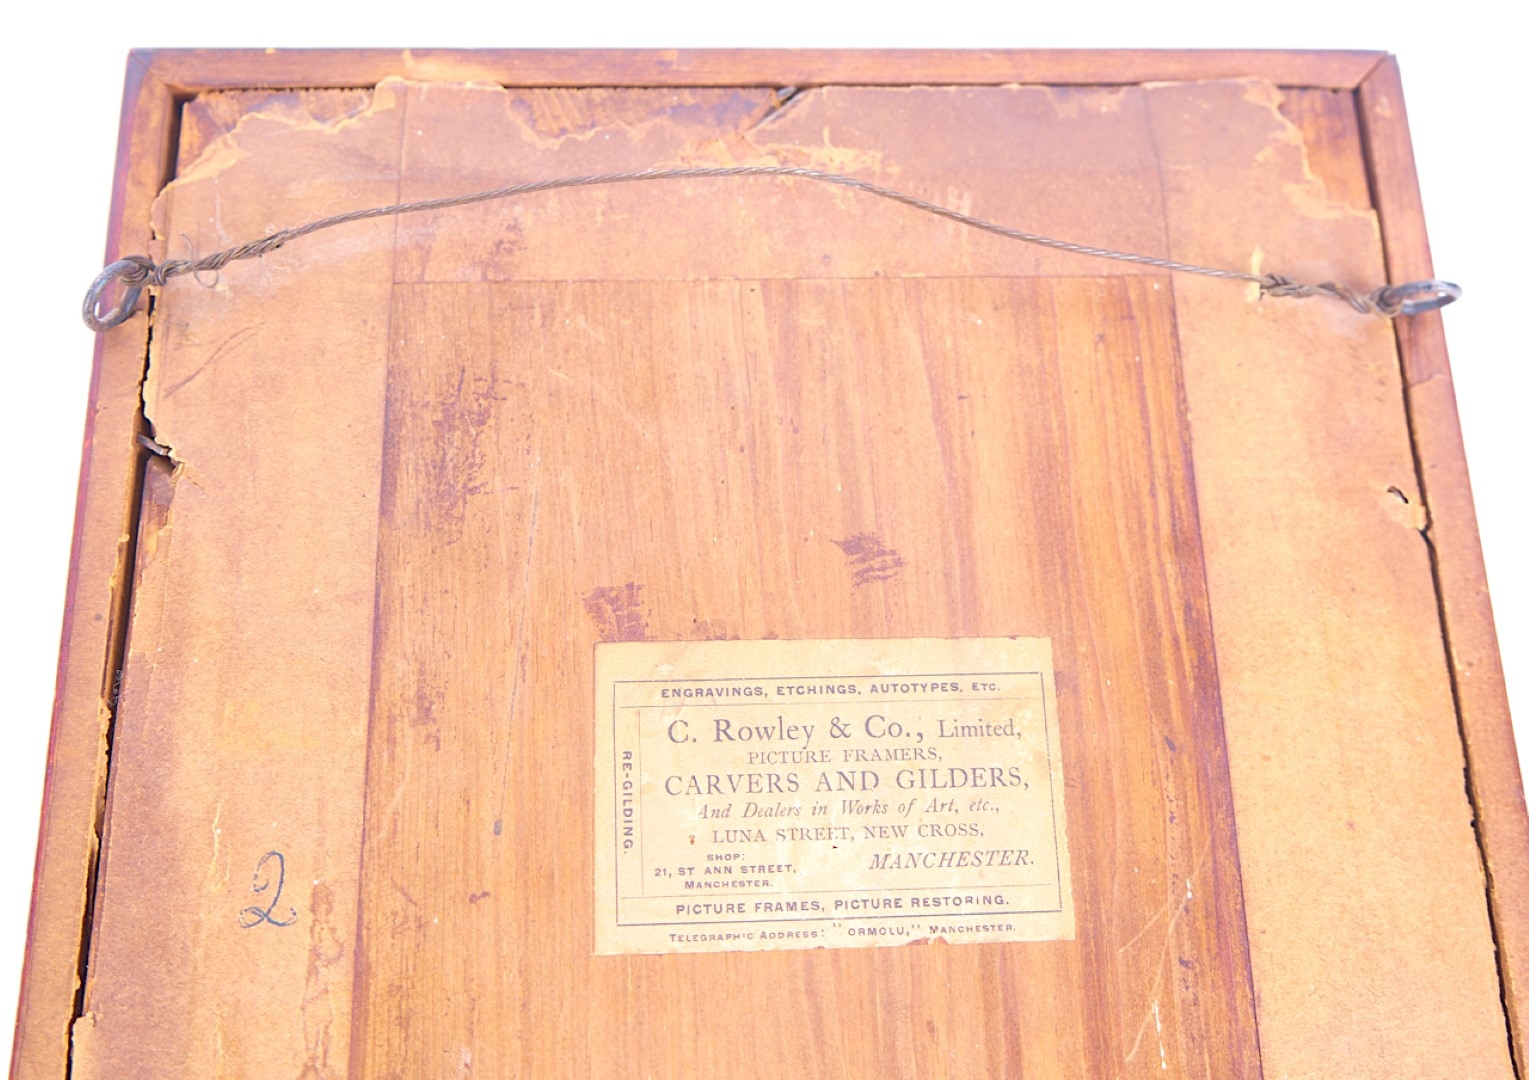 ENGRAVINGS, ETCHINGS, AUTOTYPES, ETC.
C. Rowley & Co., Limited,
PICTURE FRAMERS,
CARVERS AND GILDERS,
And Dealers in Works of Art, etc.,
LUNA STREET, NEW CROSS,
MANCHESTER.
SHOP:
21, ST ANN STREET,
MANCHESTER.
RE-GILDING.
PICTURE FRAMES, PICTURE RESTORING.
TELEGRAPHIC ADDRESS: "ORMOLU," MANCHESTER.
2